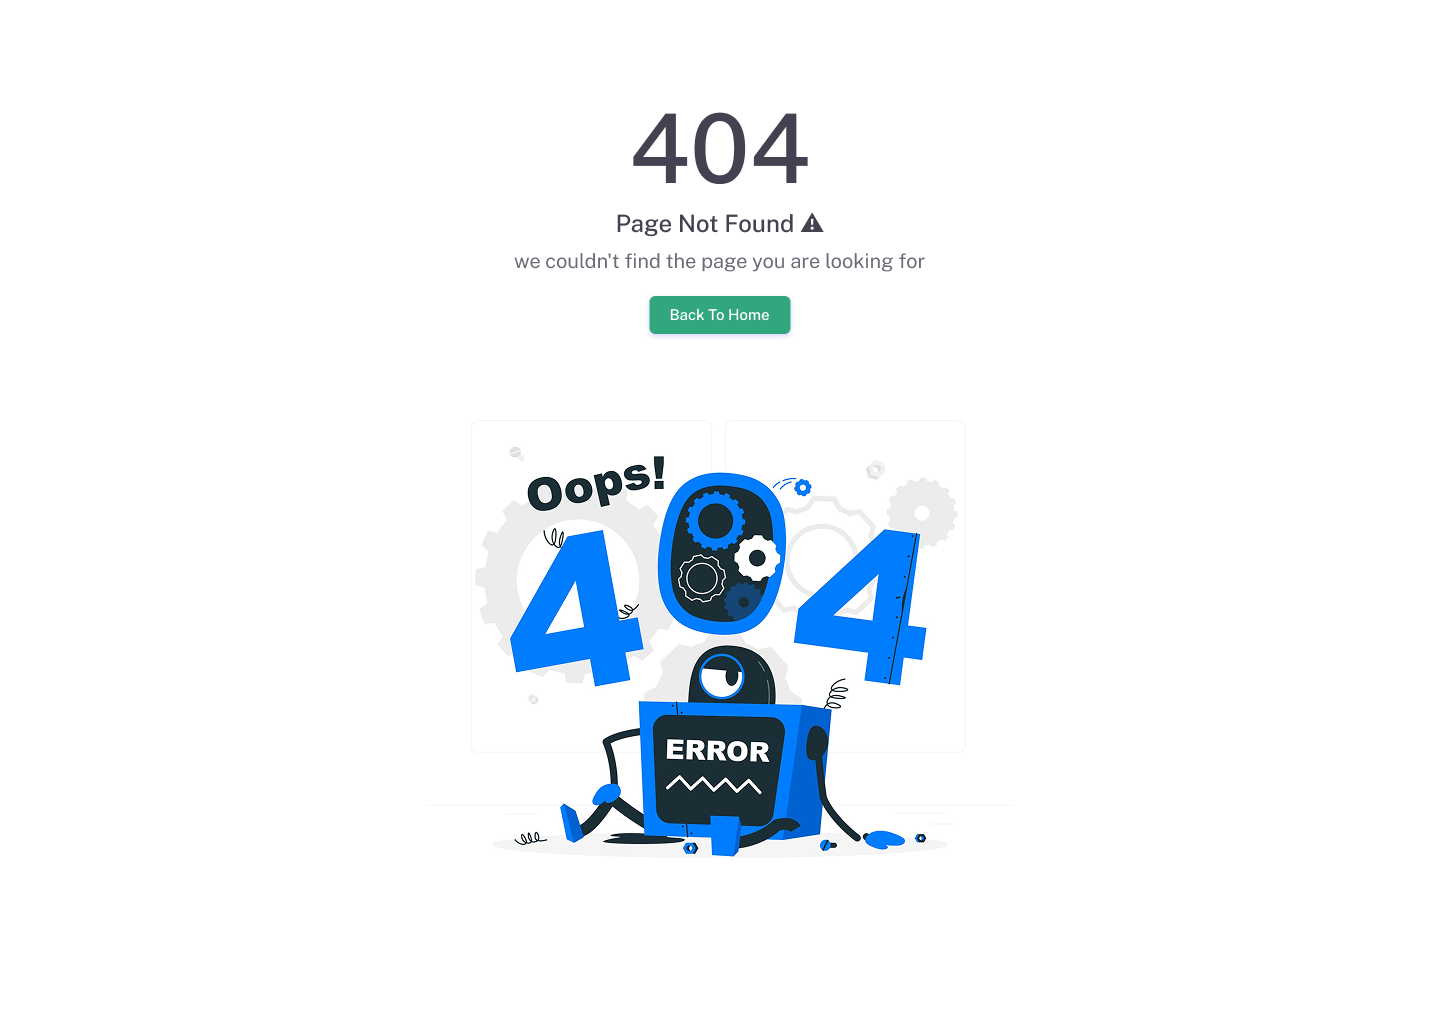 404
Page Not Found ⚠
we couldn't find the page you are looking for
Back To Home
Oops!
404
ERROR